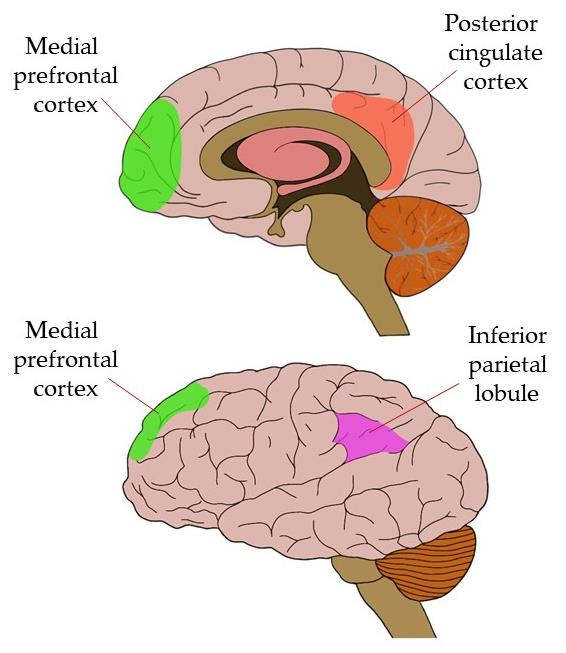 Medial
prefrontal
cortex
Posterior
cingulate
cortex
Medial
prefrontal
cortex
Inferior
parietal
lobule